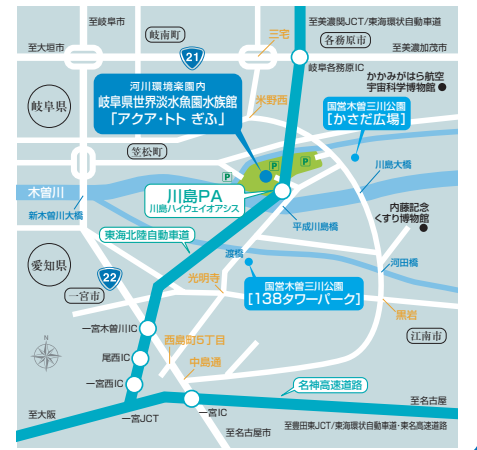 至岐阜市
至美濃関JCT/東海環状自動車道
岐南町
三宅
各務原市
至大垣市
21
至美濃加茂市
岐阜各務原IC
かかみがはら航空
宇宙科学博物館
河川環境楽園内
岐阜県世界淡水魚園水族館
「アクア・トト ぎふ」
岐阜県
米野西
国営木曽三川公園
[かさだ広場]
笠松町
P
P
P
川島大橋
木曽川
川島PA
川島ハイウェイオアシス
新木曽川大橋
内藤記念
くすり博物館
平成川島橋
東海北陸自動車道
渡橋
愛知県
河田橋
22
光明寺
国営木曽三川公園
[138タワーパーク]
一宮市
黒岩
江南市
N
一宮木曽川IC
西島町5丁目
尾西IC
中島通
一宮西IC
名神高速道路
至大阪
一宮JCT
一宮IC
至名古屋
至名古屋市
至豊田東JCT/東海環状自動車道・東名高速道路